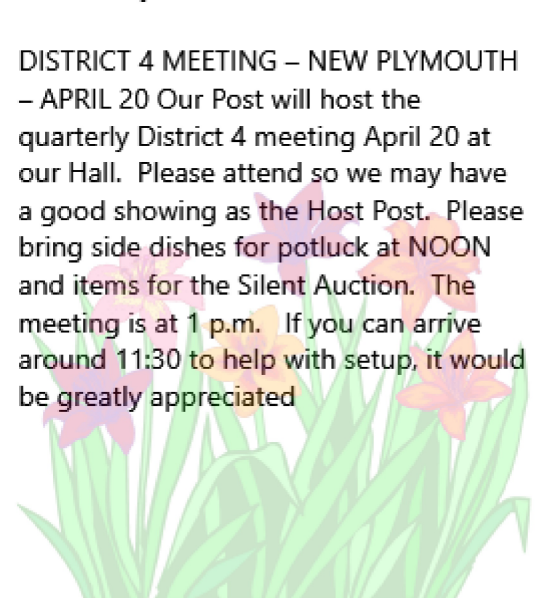 DISTRICT 4 MEETING – NEW PLYMOUTH
– APRIL 20 Our Post will host the
quarterly District 4 meeting April 20 at
our Hall.  Please attend so we may have
a good showing as the Host Post.  Please
bring side dishes for potluck at NOON
and items for the Silent Auction.  The
meeting is at 1 p.m.   If you can arrive
around 11:30 to help with setup, it would
be greatly appreciated